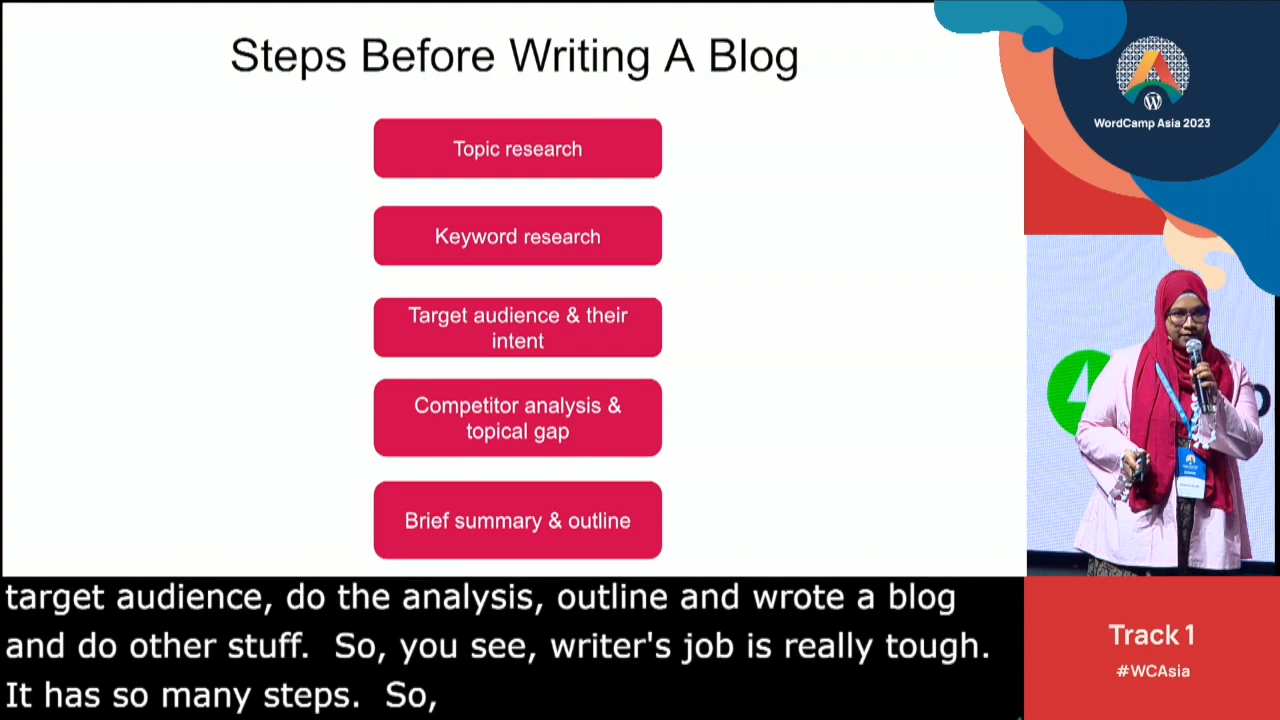 Steps Before Writing A Blog
Topic research
Keyword research
Target audience & their
intent
Competitor analysis &
topical gap
Brief summary & outline
target audience, do the analysis, outline and wrote a blog
and do other stuff.  So, you see, writer's job is really tough.
It has so many steps.  So,
WordCamp Asia 2023
Track 1
#WCAsia